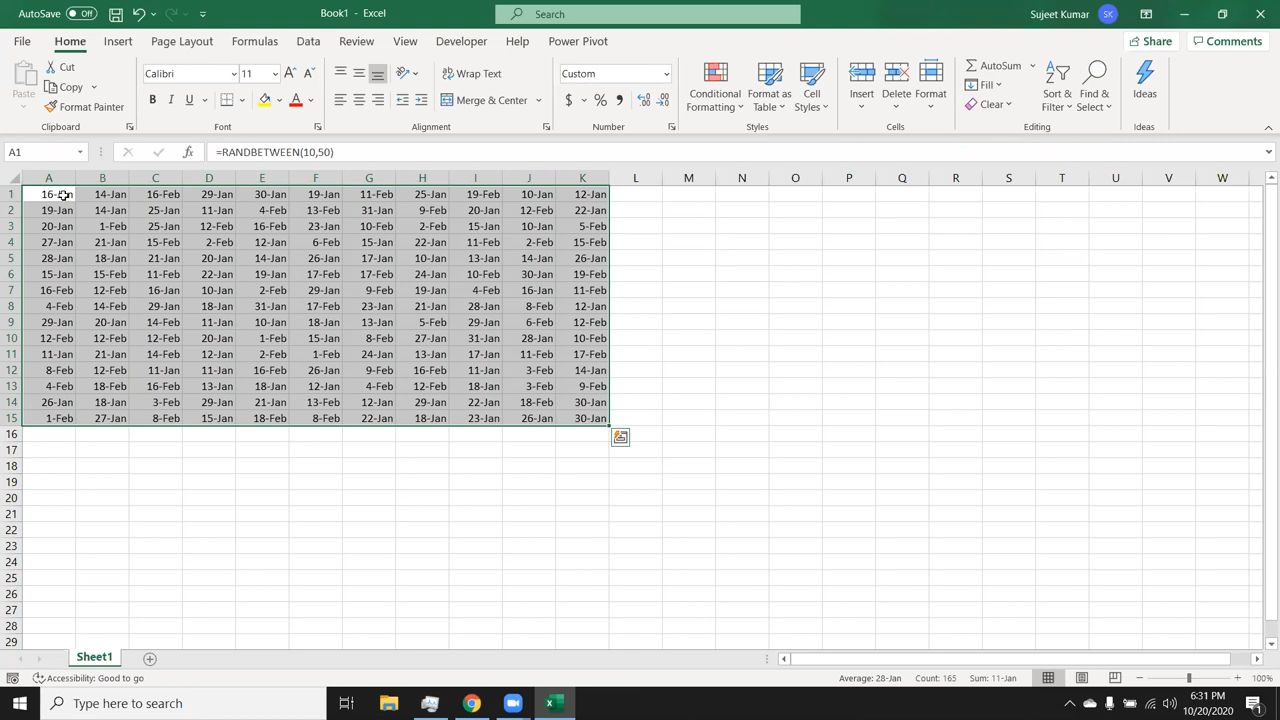 AutoSave Off Book1 - Excel Search Sujeet Kumar SK
File Home Insert Page Layout Formulas Data Review View Developer Help Power Pivot Share Comments
Paste Cut Copy Format Painter Clipboard
Calibri 11 B I U A Font
Wrap Text Merge & Center Alignment
Custom $ % , Number
Conditional Formatting Format as Table Cell Styles Styles
Insert Delete Format Cells
AutoSum Fill Clear Sort & Filter Find & Select Editing
Ideas Ideas
A1 fx =RANDBETWEEN(10,50)
A B C D E F G H I J K L M N O P Q R S T U V W
1 16-Jan 14-Jan 16-Feb 29-Jan 30-Jan 19-Jan 11-Feb 25-Jan 19-Feb 10-Jan 12-Jan
2 19-Jan 14-Jan 25-Jan 11-Jan 4-Feb 13-Feb 31-Jan 9-Feb 20-Jan 12-Feb 22-Jan
3 20-Jan 1-Feb 25-Jan 12-Feb 16-Feb 23-Jan 10-Feb 2-Feb 15-Jan 10-Jan 5-Feb
4 27-Jan 21-Jan 15-Feb 2-Feb 12-Jan 6-Feb 15-Jan 22-Jan 11-Feb 2-Feb 15-Feb
5 28-Jan 18-Jan 21-Jan 20-Jan 14-Jan 26-Jan 17-Jan 10-Jan 13-Jan 14-Jan 26-Jan
6 15-Jan 15-Feb 11-Feb 22-Jan 19-Jan 17-Feb 17-Feb 24-Jan 10-Feb 30-Jan 19-Feb
7 16-Feb 12-Feb 16-Jan 10-Jan 2-Feb 29-Jan 9-Feb 19-Jan 4-Feb 16-Jan 11-Feb
8 4-Feb 14-Feb 29-Jan 18-Jan 31-Jan 17-Feb 23-Jan 21-Jan 28-Jan 8-Feb 12-Jan
9 29-Jan 20-Jan 14-Feb 11-Jan 10-Jan 18-Jan 13-Jan 5-Feb 29-Jan 6-Feb 12-Feb
10 12-Feb 12-Feb 12-Jan 20-Jan 1-Feb 15-Jan 8-Feb 27-Jan 31-Jan 28-Jan 10-Feb
11 11-Jan 21-Jan 14-Feb 12-Jan 2-Feb 1-Feb 24-Jan 13-Jan 17-Jan 11-Feb 17-Feb
12 8-Feb 12-Feb 11-Jan 11-Jan 16-Feb 26-Jan 9-Feb 16-Feb 11-Jan 3-Feb 14-Jan
13 4-Feb 18-Feb 16-Feb 13-Jan 18-Jan 12-Jan 4-Feb 12-Feb 18-Jan 3-Feb 9-Feb
14 26-Jan 18-Jan 3-Feb 29-Jan 21-Jan 13-Feb 12-Jan 29-Jan 22-Jan 18-Feb 30-Jan
15 1-Feb 27-Jan 8-Feb 15-Jan 18-Feb 8-Feb 22-Jan 18-Jan 23-Jan 26-Jan 30-Jan
16
17
18
19
20
21
22
23
24
25
26
27
28
29
Sheet1
Accessibility: Good to go Average: 28-Jan Count: 165 Sum: 11-Jan 100%
Type here to search 6:31 PM
10/20/2020